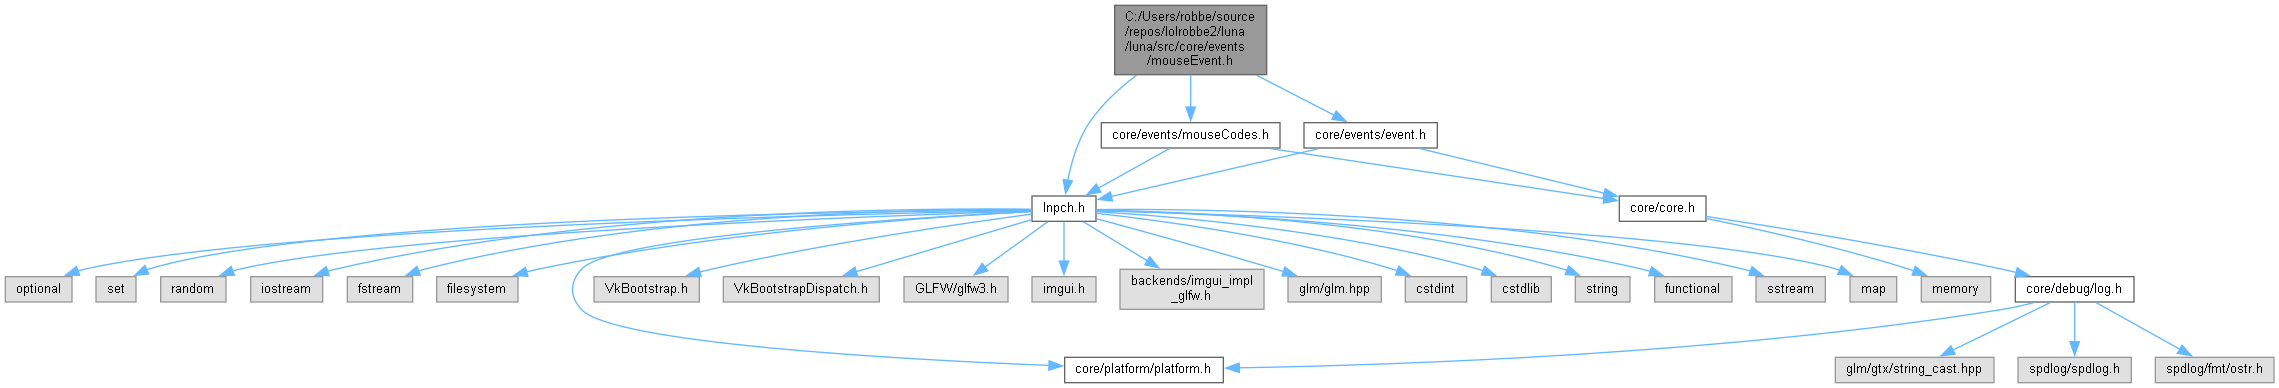 C:/Users/robbe/source
/repos/lolrobbe2/luna
/luna/src/core/events
/mouseEvent.h
core/events/mouseCodes.h
core/events/event.h
lnpch.h
core/core.h
optional
set
random
iostream
fstream
filesystem
VkBootstrap.h
VkBootstrapDispatch.h
GLFW/glfw3.h
imgui.h
backends/imgui_impl
_glfw.h
glm/glm.hpp
cstdint
cstdlib
string
functional
sstream
map
memory
core/debug/log.h
core/platform/platform.h
glm/gtx/string_cast.hpp
spdlog/spdlog.h
spdlog/fmt/ostr.h